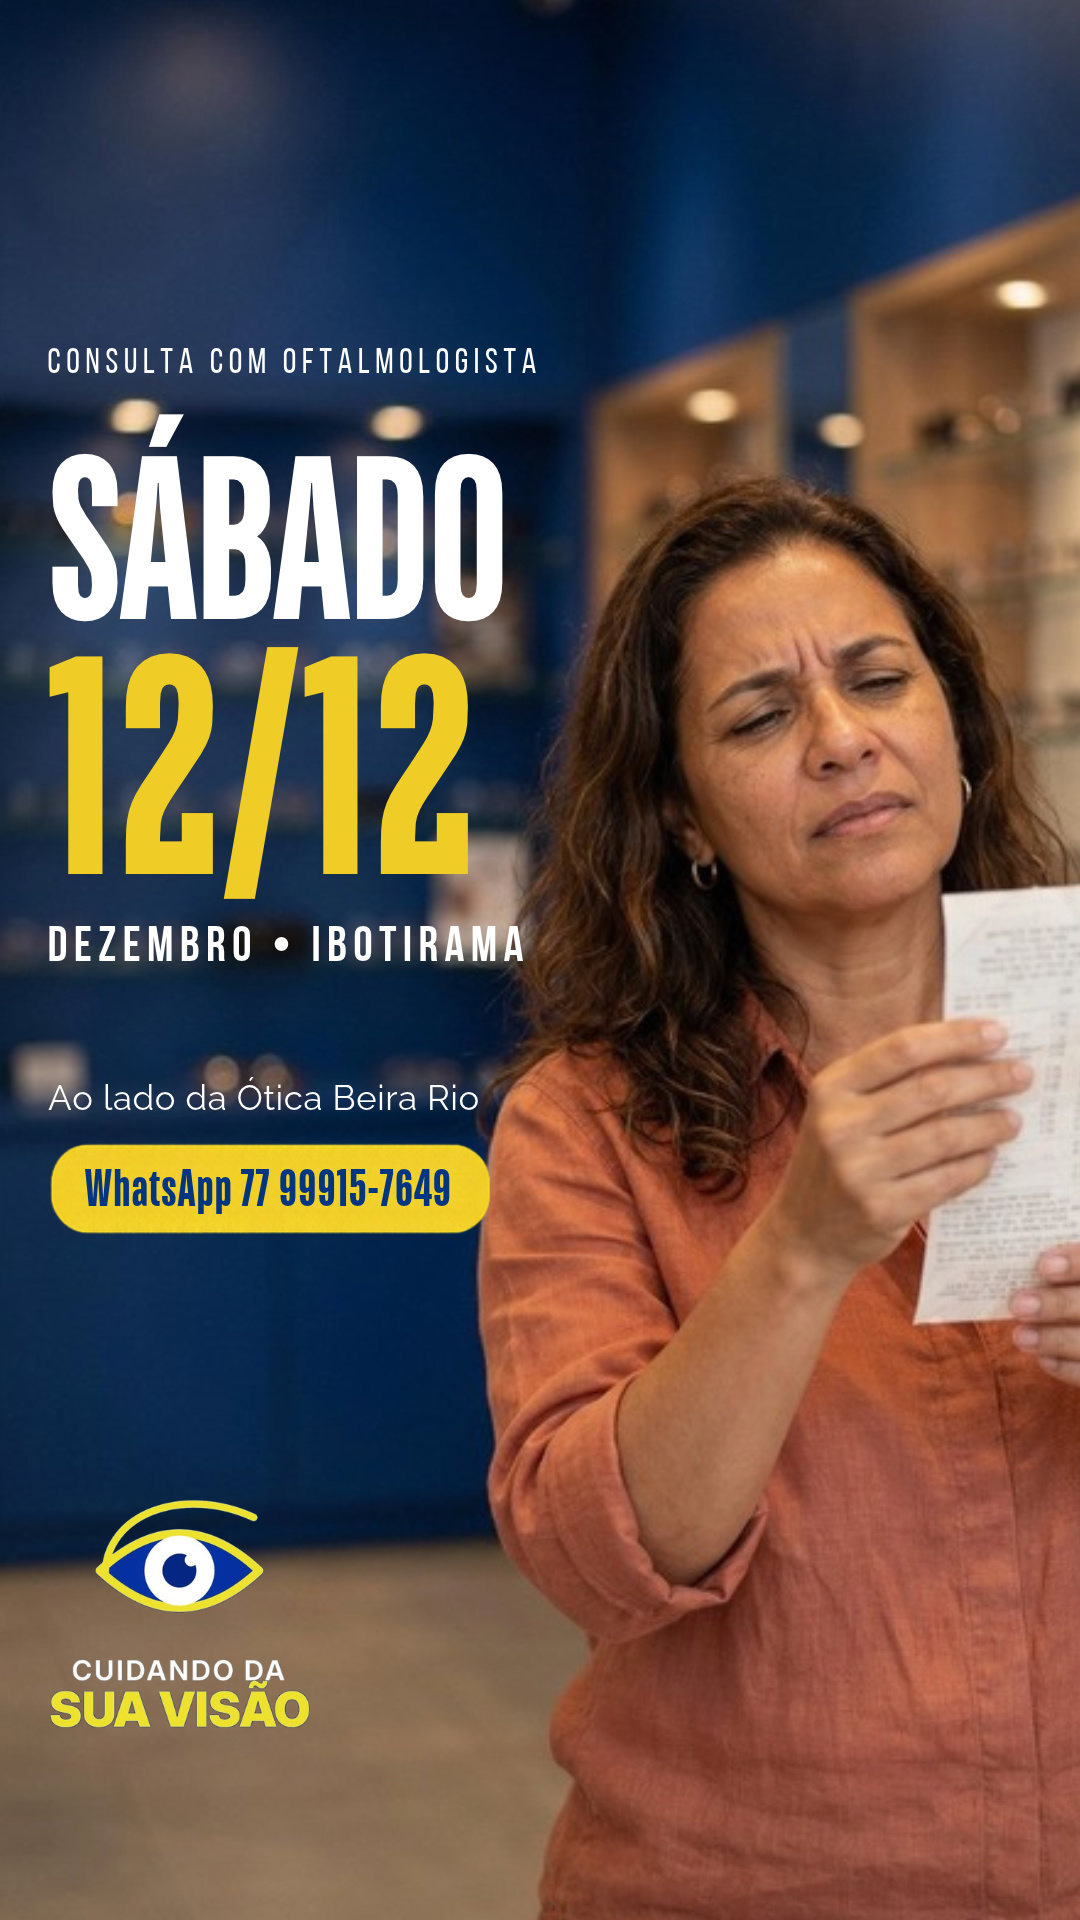 CONSULTA COM OFTALMOLOGISTA
SÁBADO
12/12
DEZEMBRO • IBOTIRAMA
Ao lado da Ótica Beira Rio
WhatsApp 77 99915-7649
CUIDANDO DA
SUA VISÃO